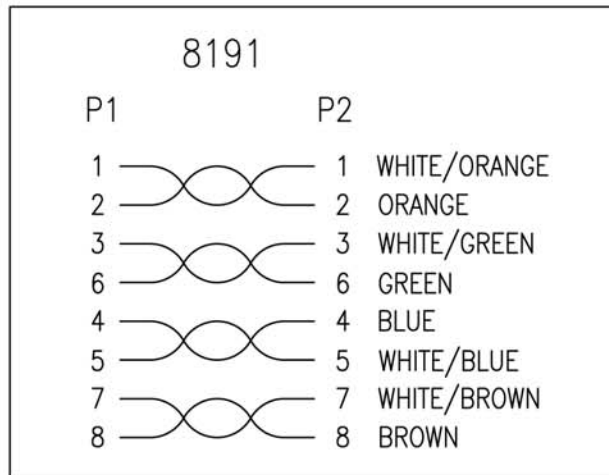 8191
P1 P2
1 1 WHITE/ORANGE
2 2 ORANGE
3 3 WHITE/GREEN
6 6 GREEN
4 4 BLUE
5 5 WHITE/BLUE
7 7 WHITE/BROWN
8 8 BROWN